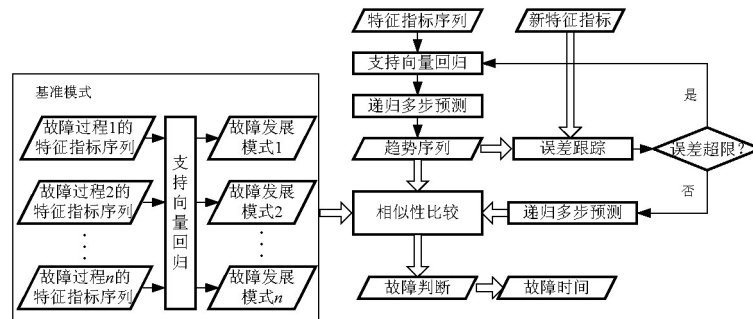 特征指标序列
新特征指标
支持向量回归
基准模式
递归多步预测
是
故障过程1的
特征指标序列
故障发展
模式1
趋势序列
误差跟踪
误差超限?
支持向量回归
故障过程2的
特征指标序列
故障发展
模式2
相似性比较
递归多步预测
否
故障过程n的
特征指标序列
故障发展
模式n
故障判断
故障时间